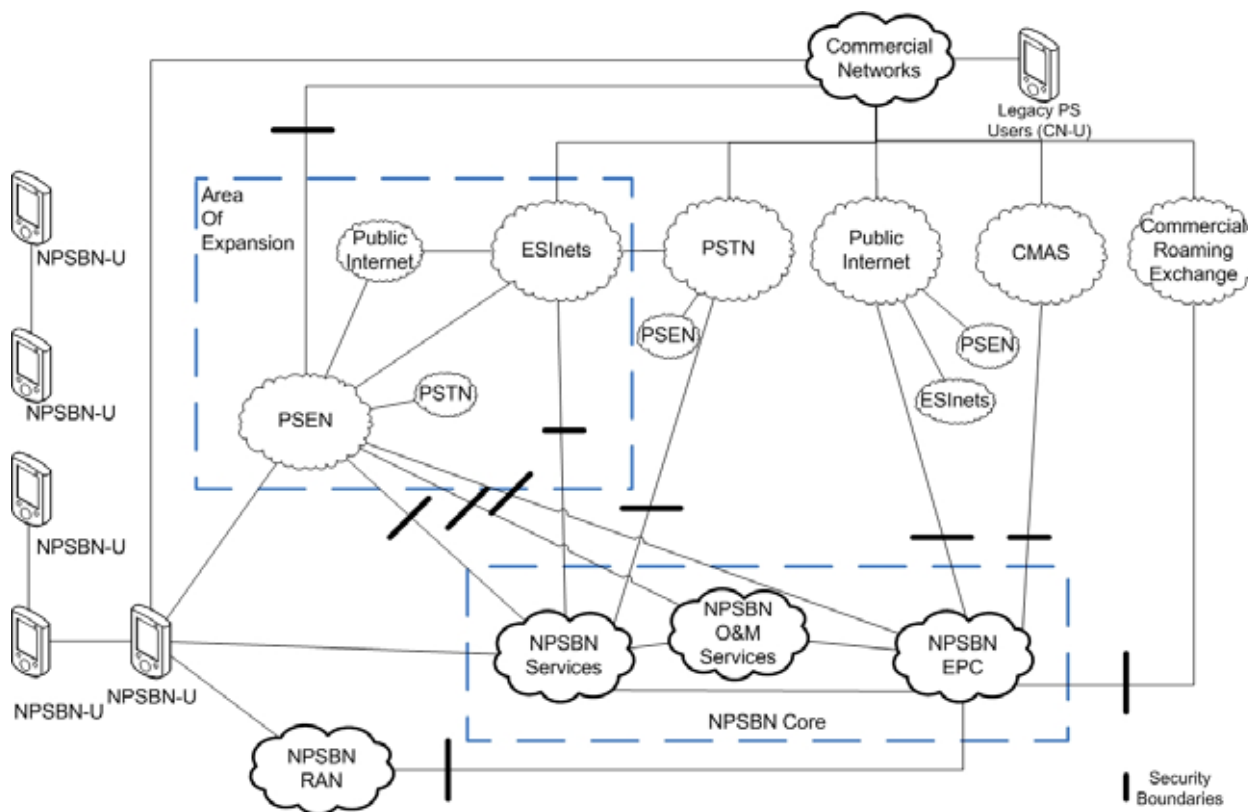 Commercial
Networks
Legacy PS
Users (CN-U)
Area
Of
Expansion
NPSBN-U
Public
Internet
ESInets
PSTN
Public
Internet
CMAS
Commercial
Roaming
Exchange
PSEN
PSEN
ESInets
NPSBN-U
PSEN
PSTN
NPSBN-U
NPSBN
Services
NPSBN
O&M
Services
NPSBN
EPC
NPSBN-U
NPSBN-U
NPSBN Core
NPSBN
RAN
Security
Boundaries